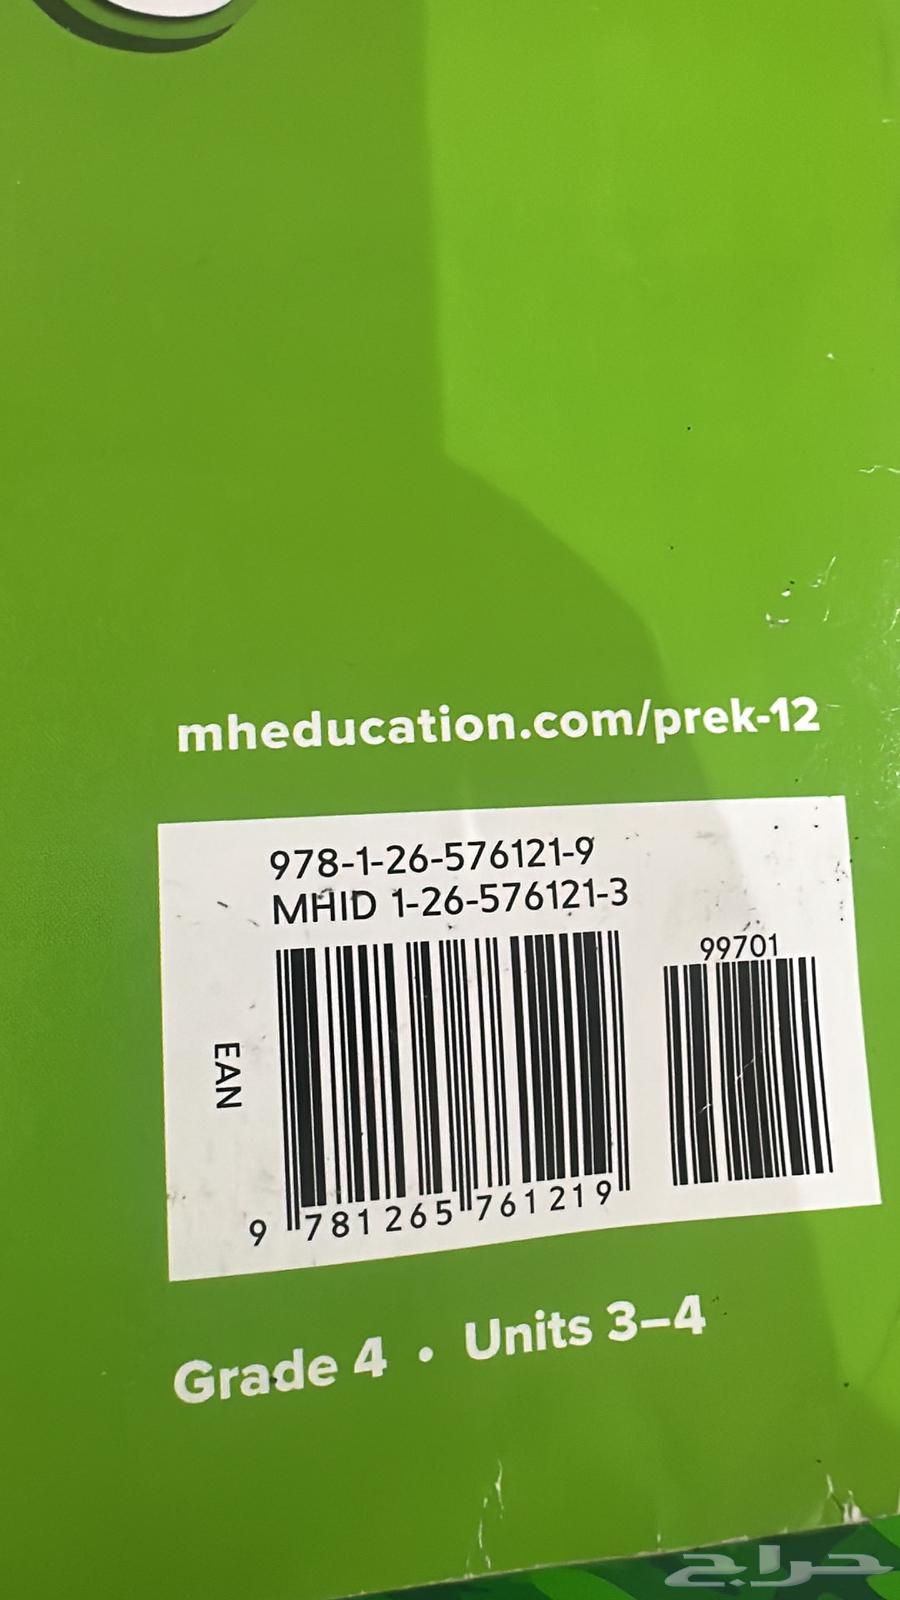 mheducation.com/prek-12
978-1-26-576121-9
MHID 1-26-576121-3
99701
EAN
9 781265 761219
Grade 4 • Units 3–4
حراج